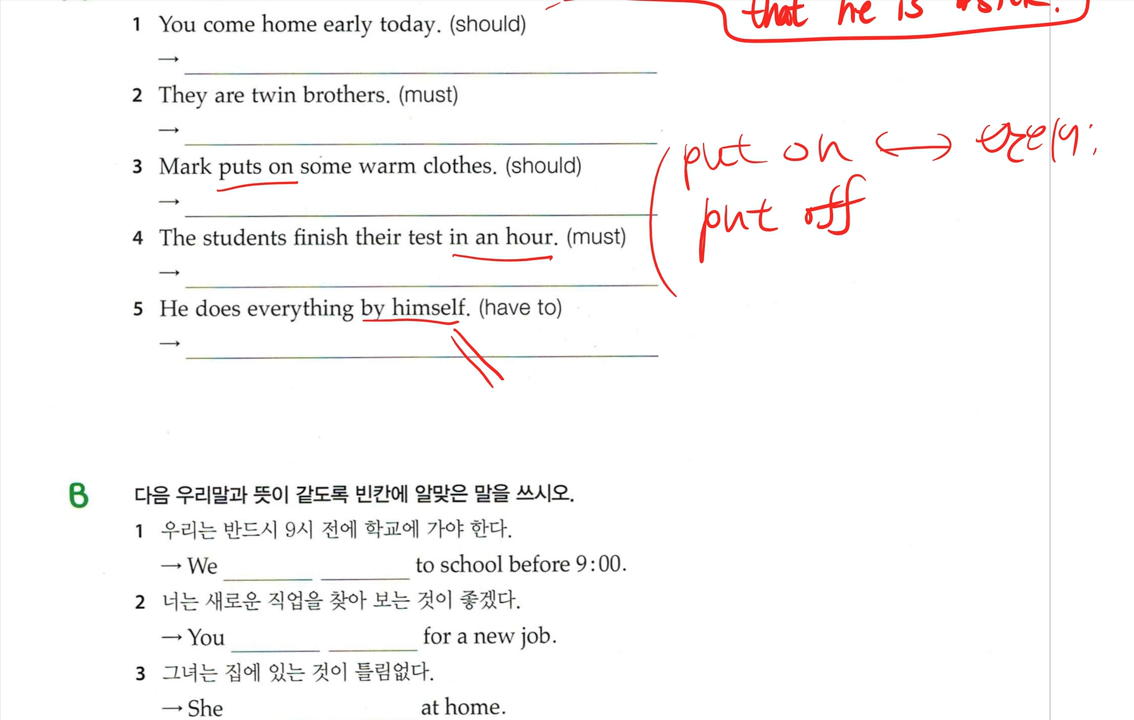 that he is
1 You come home early today. (should)
→
2 They are twin brothers. (must)
→
3 Mark puts on some warm clothes. (should)
→
4 The students finish their test in an hour. (must)
→
5 He does everything by himself. (have to)
→
put on ↔
put off
B 다음 우리말과 뜻이 같도록 빈칸에 알맞은 말을 쓰시오.
1 우리는 반드시 9시 전에 학교에 가야 한다.
→ We ________ ________ to school before 9:00.
2 너는 새로운 직업을 찾아 보는 것이 좋겠다.
→ You ________ ________ for a new job.
3 그녀는 집에 있는 것이 틀림없다.
→ She at home.